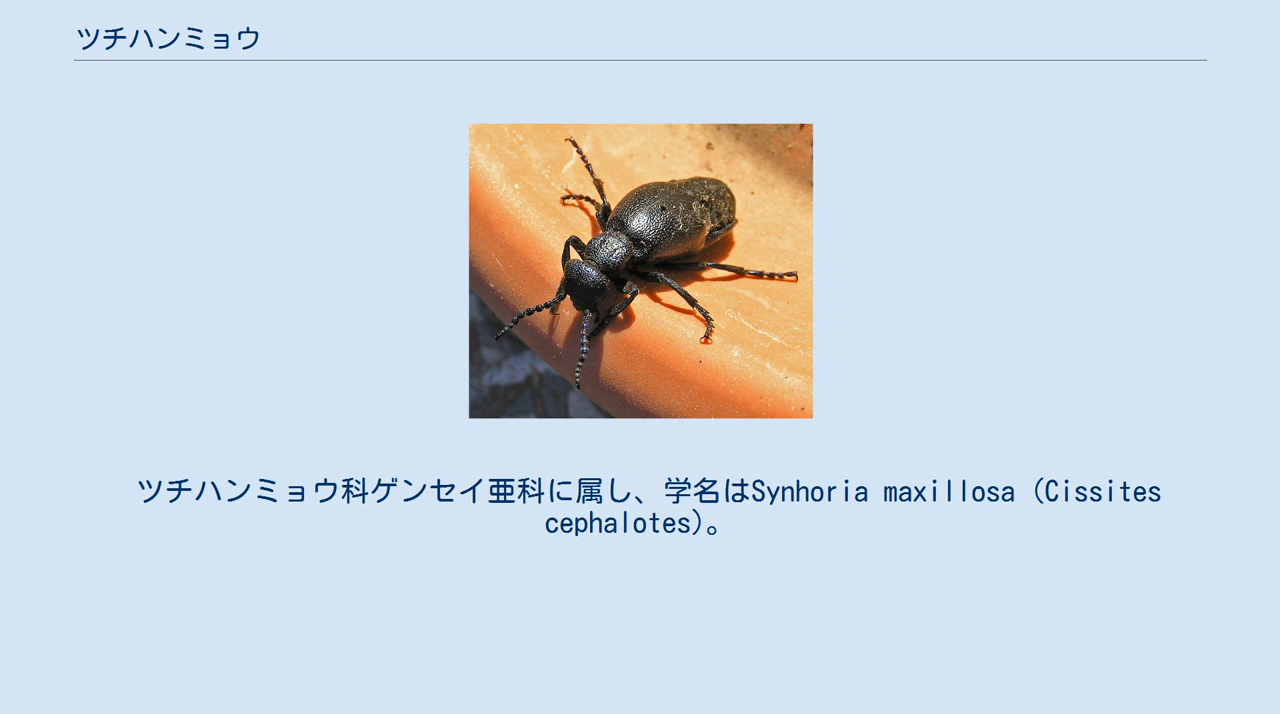 ツチハンミョウ
ツチハンミョウ科ゲンセイ亜科に属し、学名はSynhoria maxillosa（Cissites
cephalotes）。